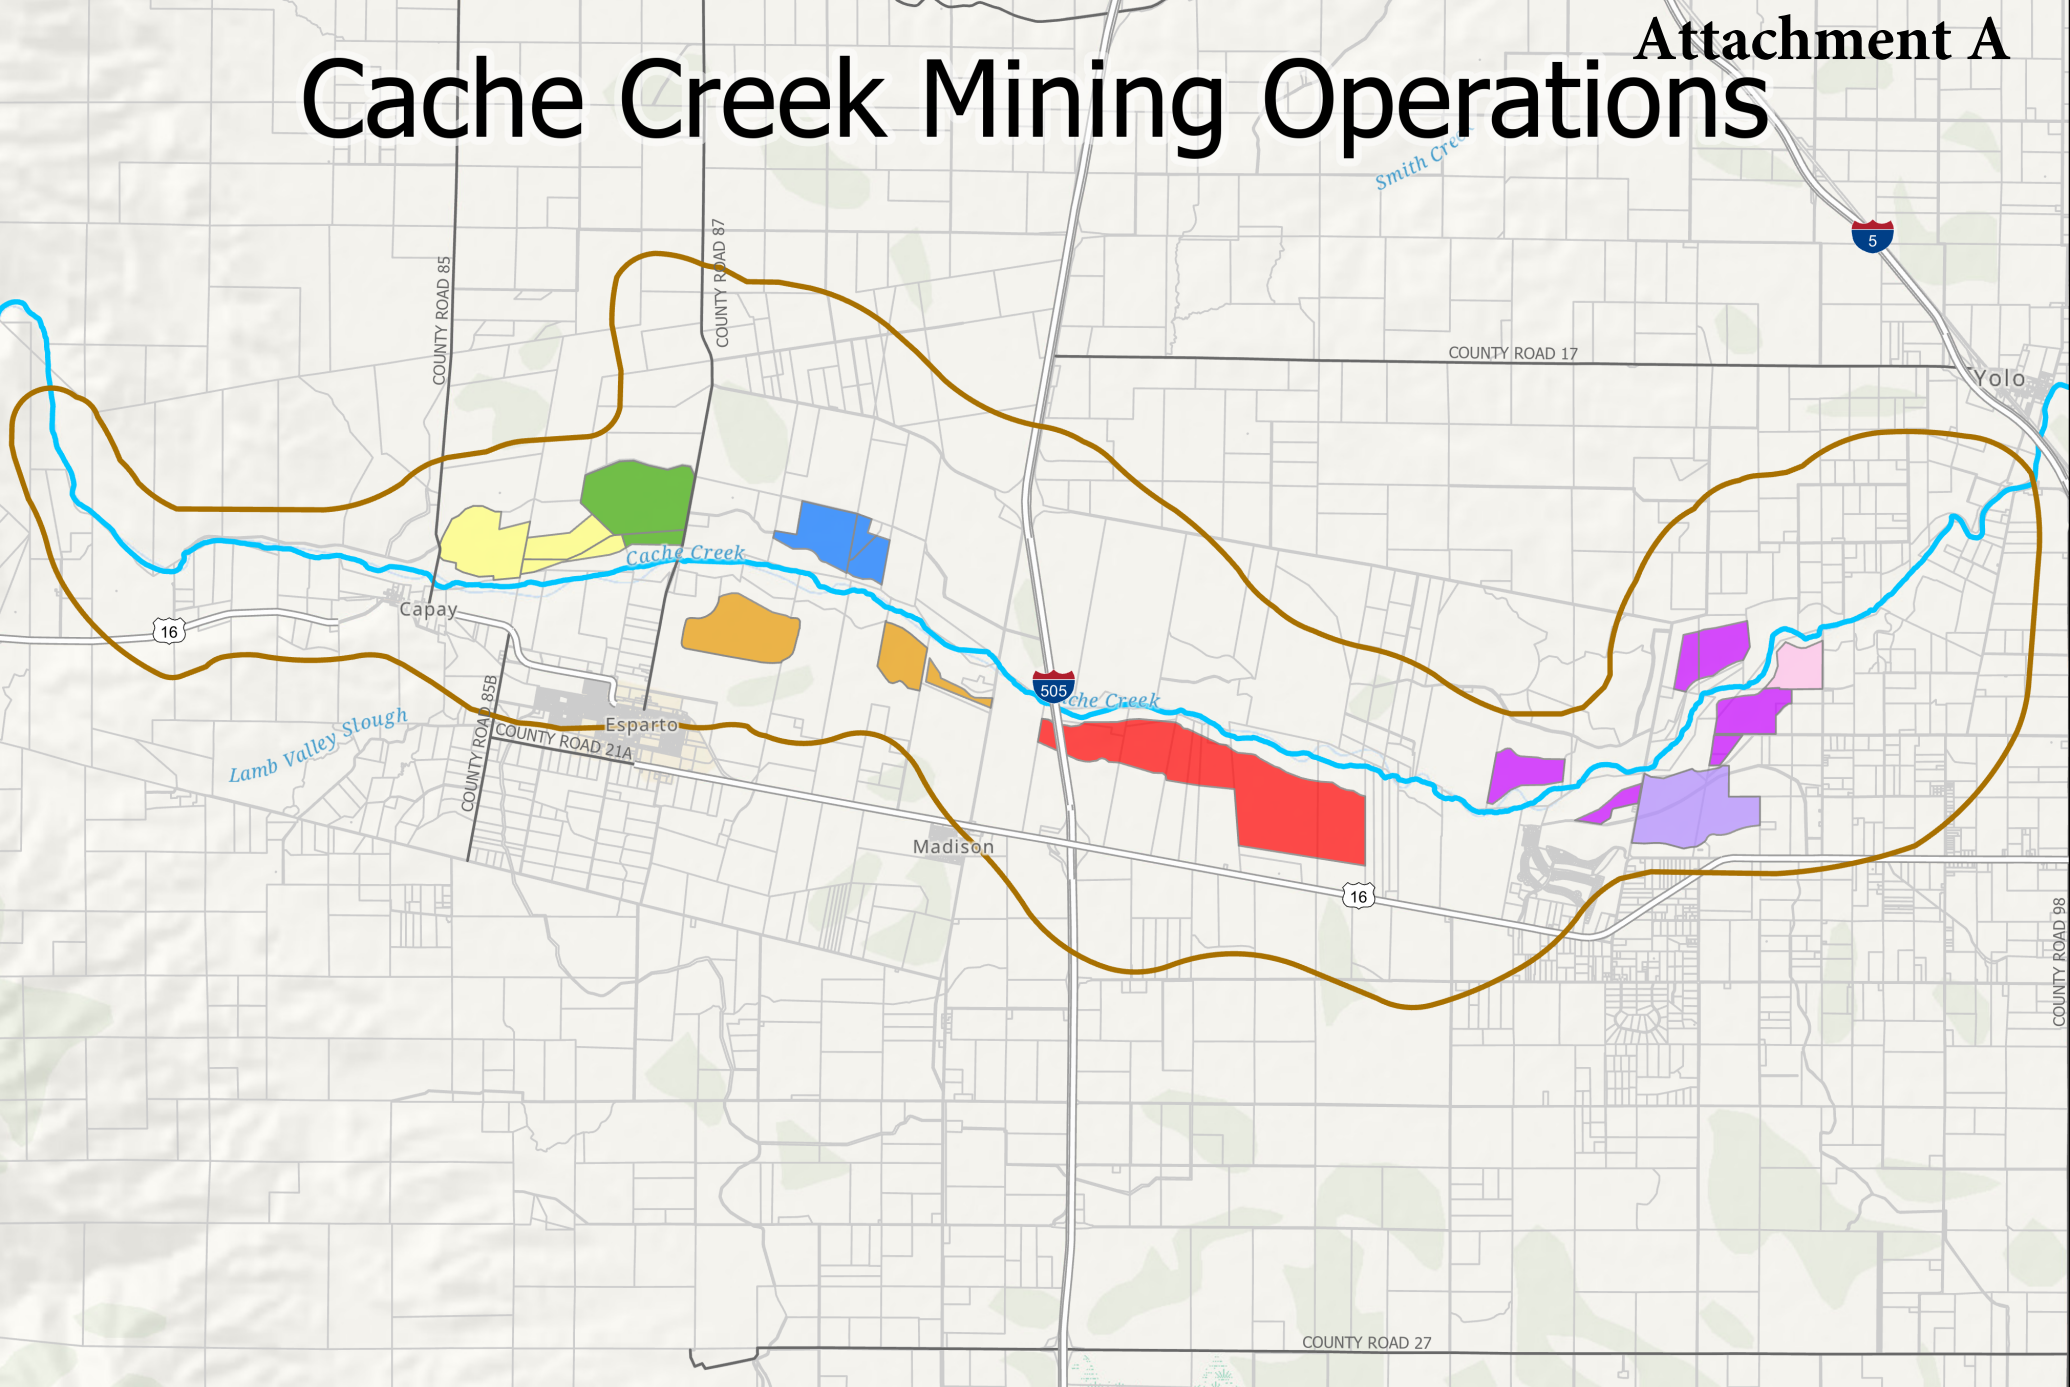 Attachment A
Cache Creek Mining Operations
Smith Creek
5
COUNTY ROAD 87
COUNTY ROAD 85
COUNTY ROAD 17
Yolo
Cache Creek
Capay
16
505
che Creek
COUNTY ROAD 85B
Esparto
Lamb Valley Slough
COUNTY ROAD 21A
Madison
16
COUNTY ROAD 98
COUNTY ROAD 27